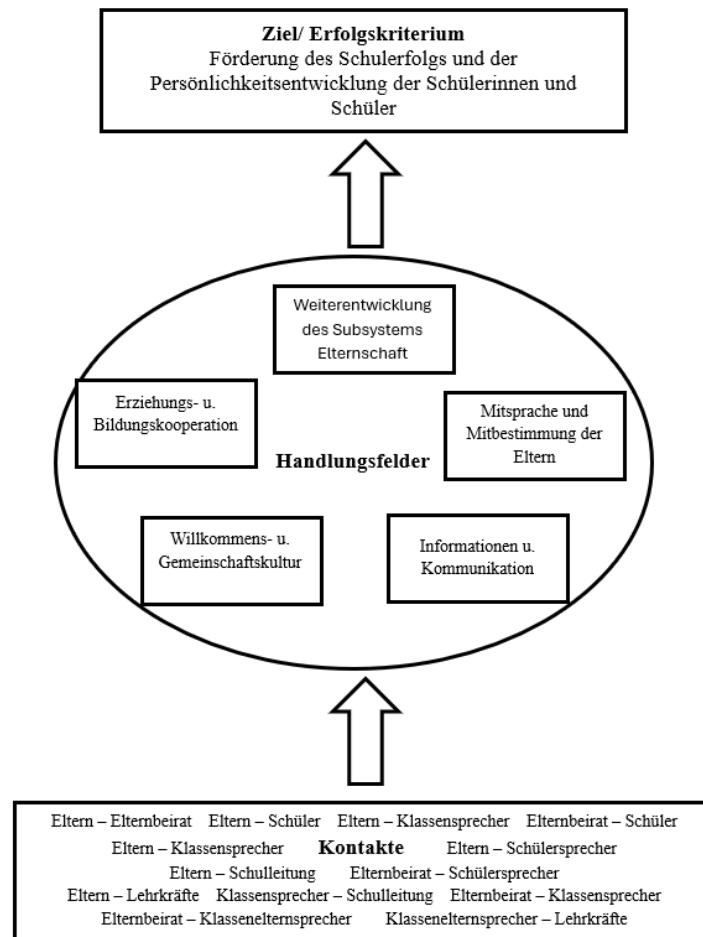 Ziel/ Erfolgskriterium
Förderung des Schulerfolgs und der
Persönlichkeitsentwicklung der Schülerinnen und
Schüler
Weiterentwicklung
des Subsystems
Elternschaft
Erziehungs- u.
Bildungskooperation
Mitsprache und
Mitbestimmung der
Eltern
Handlungsfelder
Willkommens- u.
Gemeinschaftskultur
Informationen u.
Kommunikation
Eltern – Elternbeirat Eltern – Schüler Eltern – Klassensprecher Elternbeirat – Schüler
Eltern – Klassensprecher Kontakte Eltern – Schülersprecher
Eltern – Schulleitung Elternbeirat – Schülersprecher
Eltern – Lehrkräfte Klassensprecher – Schulleitung Elternbeirat – Klassensprecher
Elternbeirat – Klassenelternsprecher Klassenelternsprecher – Lehrkräfte